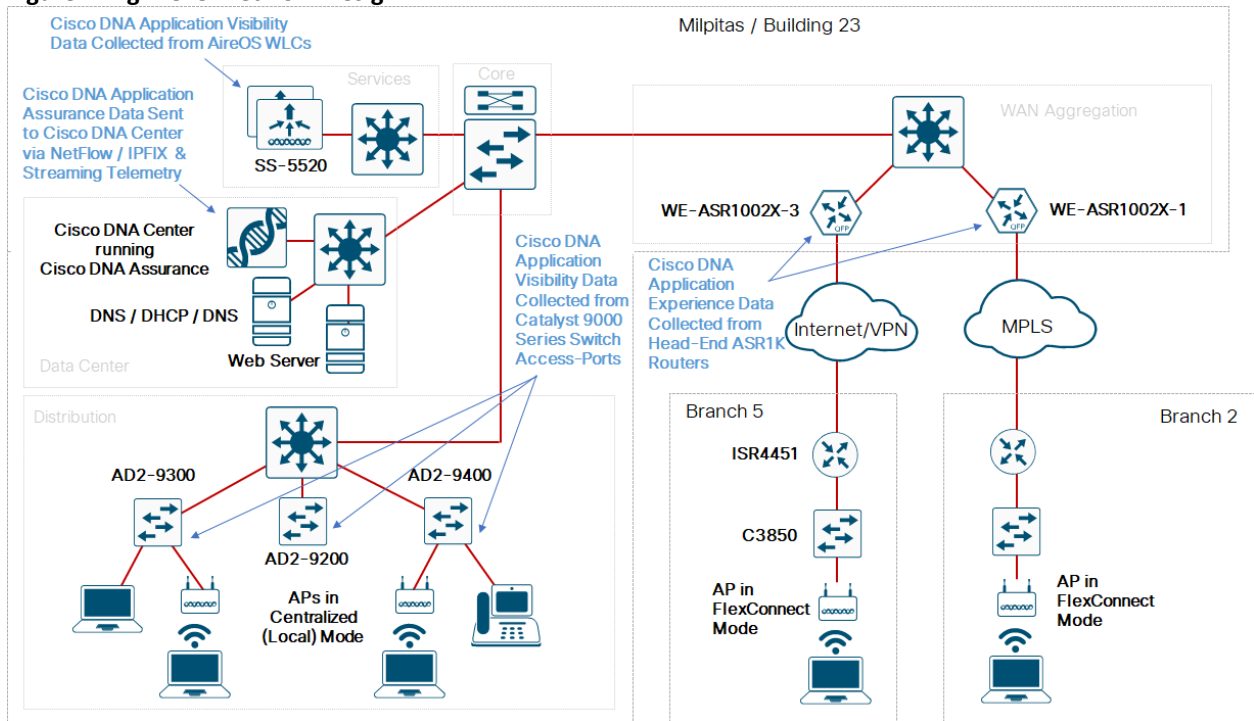 Cisco DNA Application Visibility
Data Collected from AireOS WLCs
Milpitas / Building 23
Services
Core
Cisco DNA Application
Assurance Data Sent
to Cisco DNA Center
via NetFlow / IPFIX &
Streaming Telemetry
SS-5520
WAN Aggregation
WE-ASR1002X-3
QFP
WE-ASR1002X-1
QFP
Cisco DNA Center
running
Cisco DNA Assurance
DNS / DHCP / DNS
Web Server
Data Center
Cisco DNA
Application
Visibility Data
Collected from
Catalyst 9000
Series Switch
Access-Ports
Cisco DNA
Application
Experience Data
Collected from
Head-End ASR1K
Routers
Internet/VPN
MPLS
Distribution
AD2-9300
AD2-9200
AD2-9400
APs in
Centralized
(Local) Mode
Branch 5
ISR4451
C3850
AP in
FlexConnect
Mode
Branch 2
AP in
FlexConnect
Mode